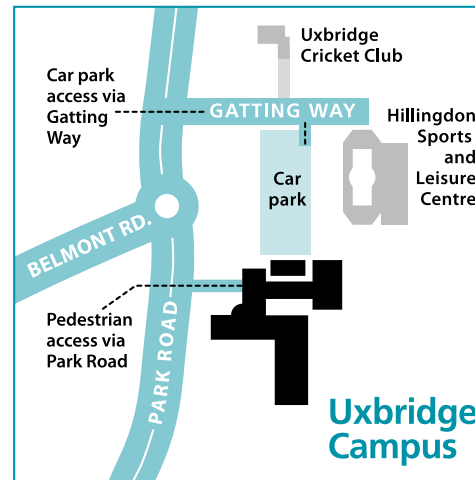 Uxbridge
Cricket Club
Car park
access via
Gatting
Way
GATTING WAY
Hillingdon
Sports
and
Leisure
Centre
Car
park
BELMONT RD.
PARK ROAD
Pedestrian
access via
Park Road
Uxbridge
Campus